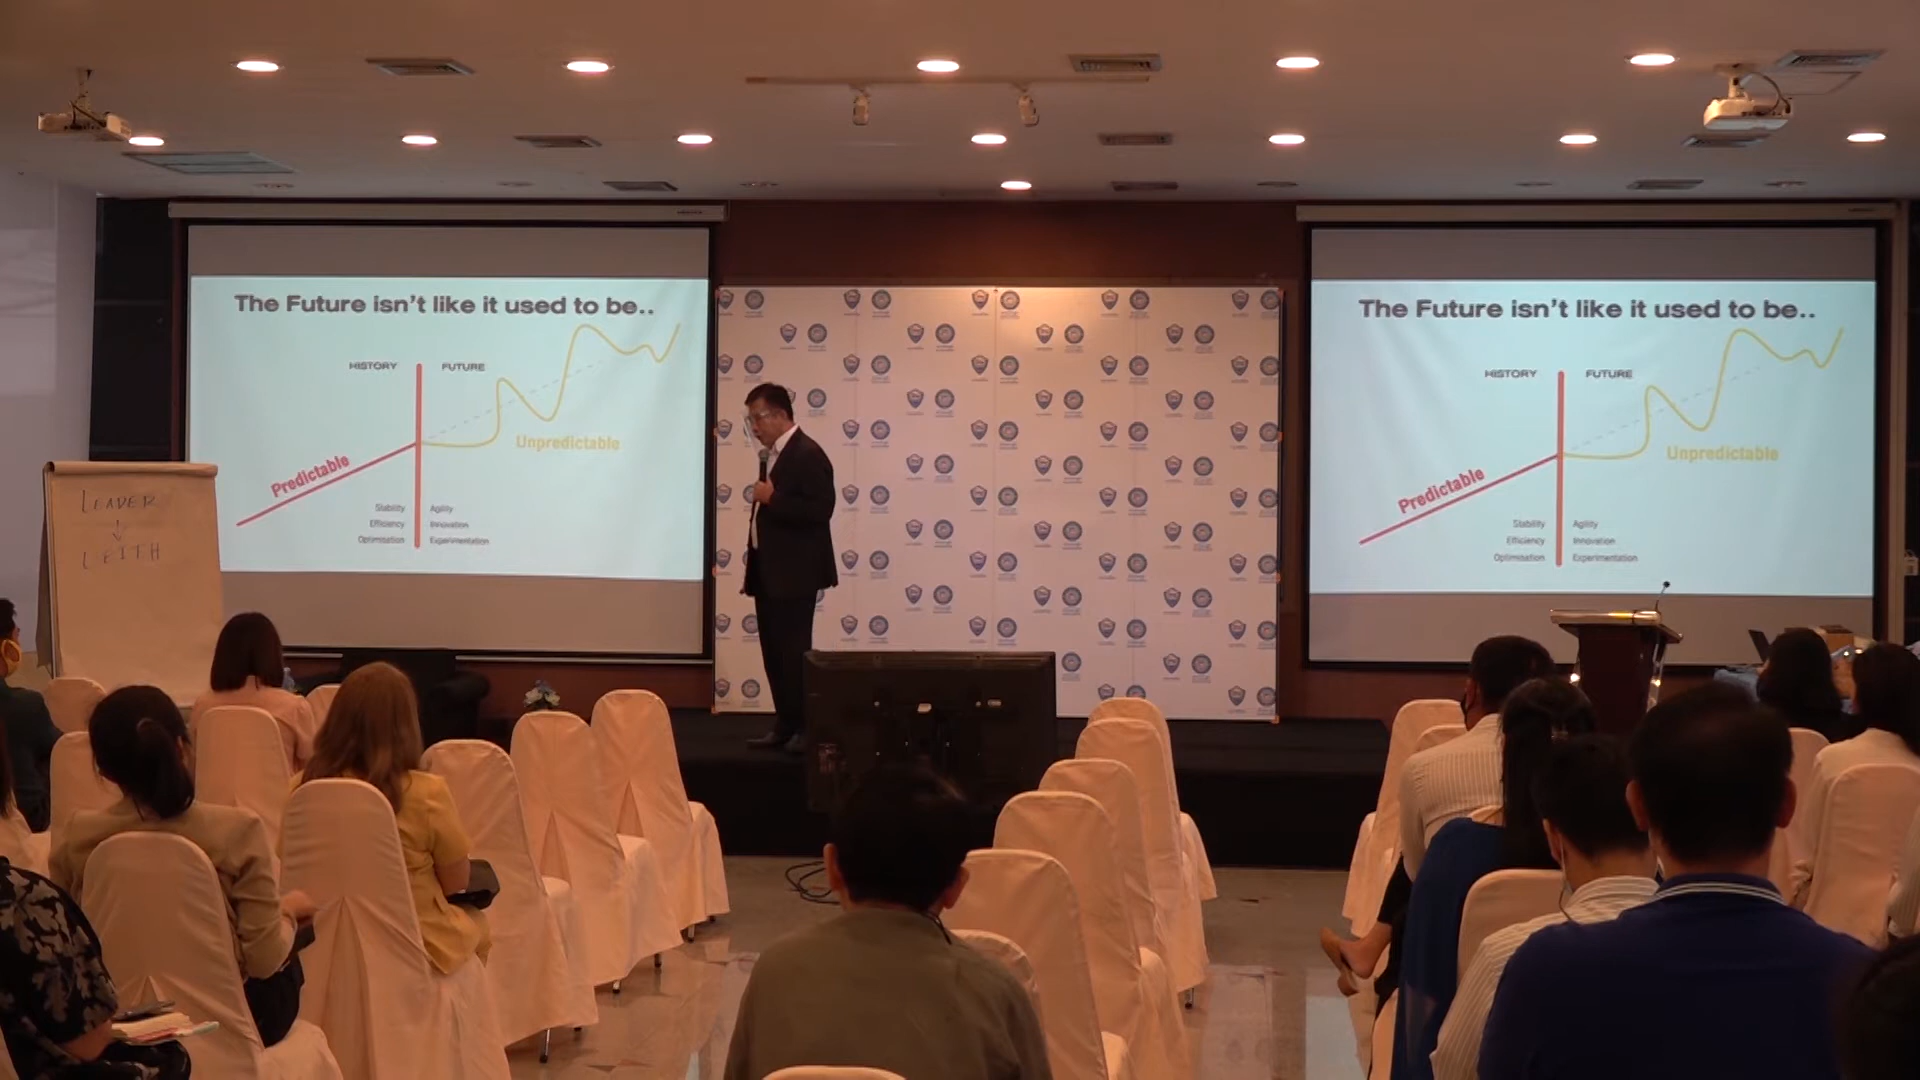 The Future isn't like it used to be..
HISTORY
FUTURE
Predictable
Unpredictable
Stability
Efficiency
Optimisation
Agility
Innovation
Experimentation
LEADER
LEITH
The Future isn't like it used to be..
HISTORY
FUTURE
Predictable
Unpredictable
Stability
Efficiency
Optimisation
Agility
Innovation
Experimentation